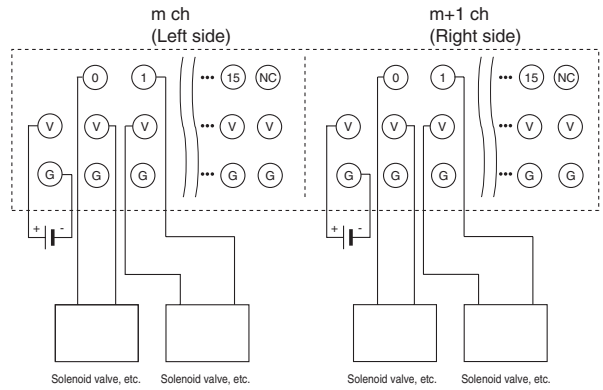 m ch
(Left side)
m+1 ch
(Right side)
0 1 ••• 15 NC 0 1 ••• 15 NC
V V V ••• V V V V V ••• V V
G G G ••• G G G G G ••• G G
+ - + -
Solenoid valve, etc. Solenoid valve, etc. Solenoid valve, etc. Solenoid valve, etc.